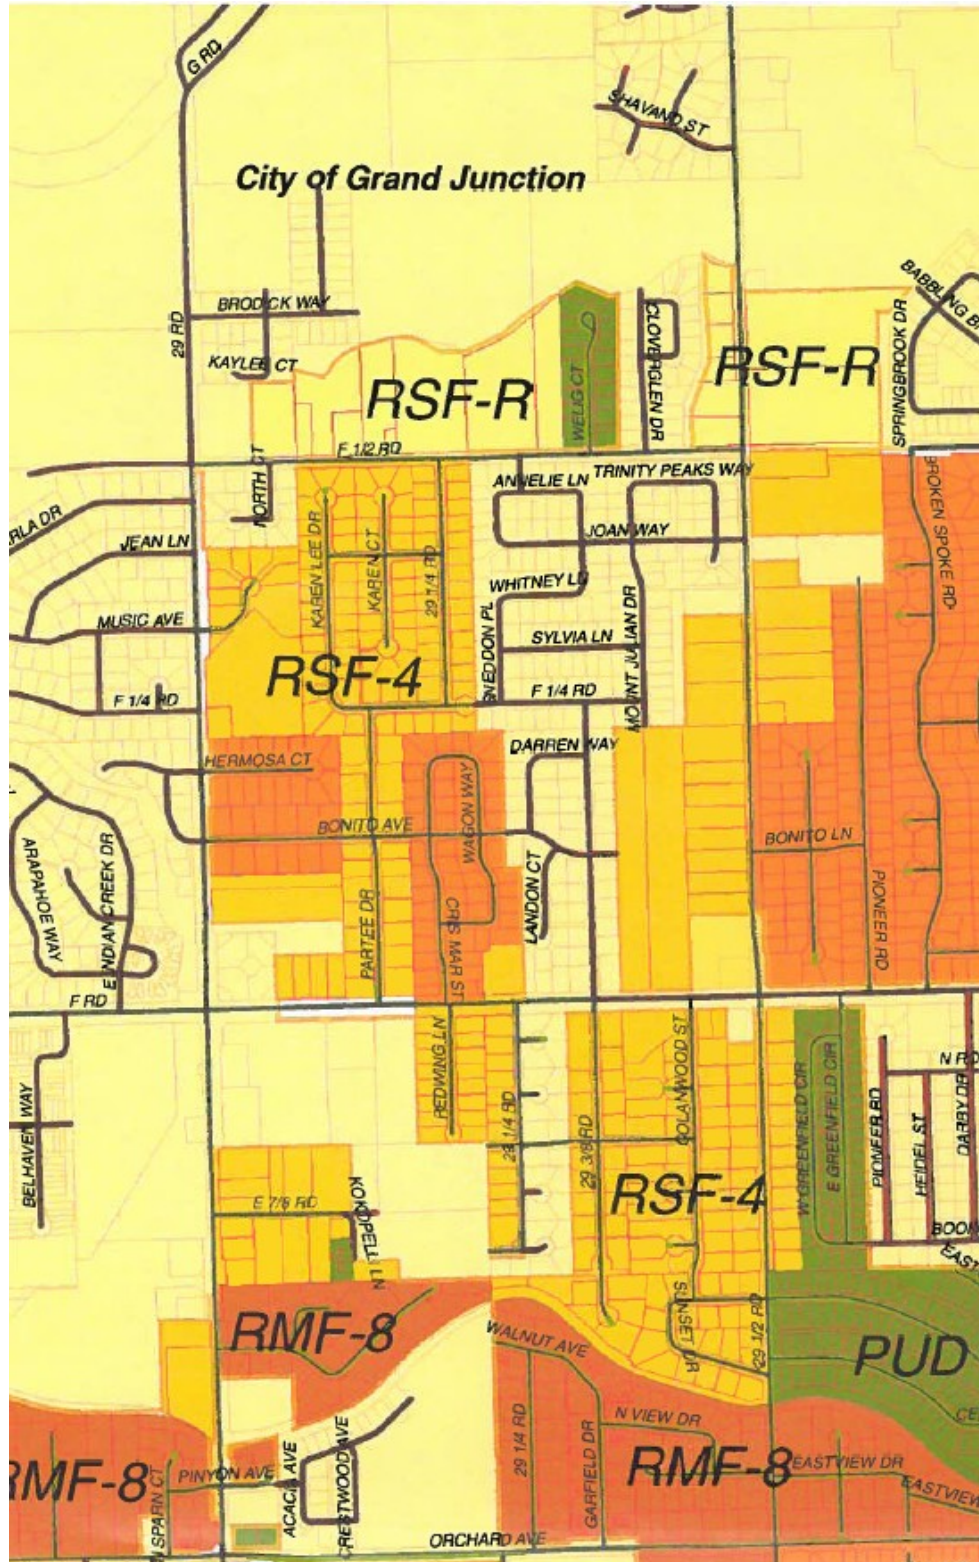 G RD
SHAVANO ST
City of Grand Junction
BRODICK WAY
29 RD
KAYLEE CT
CLOVERGLEN DR
SPRINGBROOK DR
RSF-R
RSF-R
WELIG CT
F 1/2 RD
NORTH CT
ANNELIE LN
TRINITY PEAKS WAY
BROKEN SPOKE RD
JEAN LN
KAREN LEE DR
KAREN CT
29 1/4 RD
JOAN WAY
WHITNEY LN
MUSIC AVE
SNEDDON PL
SYLVIA LN
MOUNT JULIAN DR
RSF-4
F 1/4 RD
F 1/4 RD
HERMOSA CT
DARREN WAY
WAGON WAY
BONITO AVE
BONITO LN
ARAPAHOE WAY
E INDIAN CREEK DR
PARTEE DR
CRIS MAR ST
LANDON CT
PIONEER RD
F RD
BELHAVEN WAY
REDWING LN
29 1/4 RD
29 3/8 RD
COLANWOOD ST
W GREENFIELD CIR
E GREENFIELD CIR
PIONEER RD
HEIDEL ST
DARBY DR
N RD
E 7/8 RD
KOKOPELLI LN
RSF-4
EAST
RMF-8
SUNSET DR
29 1/2 RD
WALNUT AVE
PUD
CE
29 1/4 RD
GARFIELD DR
N VIEW DR
RMF-8
RMF-8
EASTVIEW DR
EASTVIEW
N SPARN CT
PINYON AVE
ACACIA AVE
CRESTWOOD AVE
ORCHARD AVE